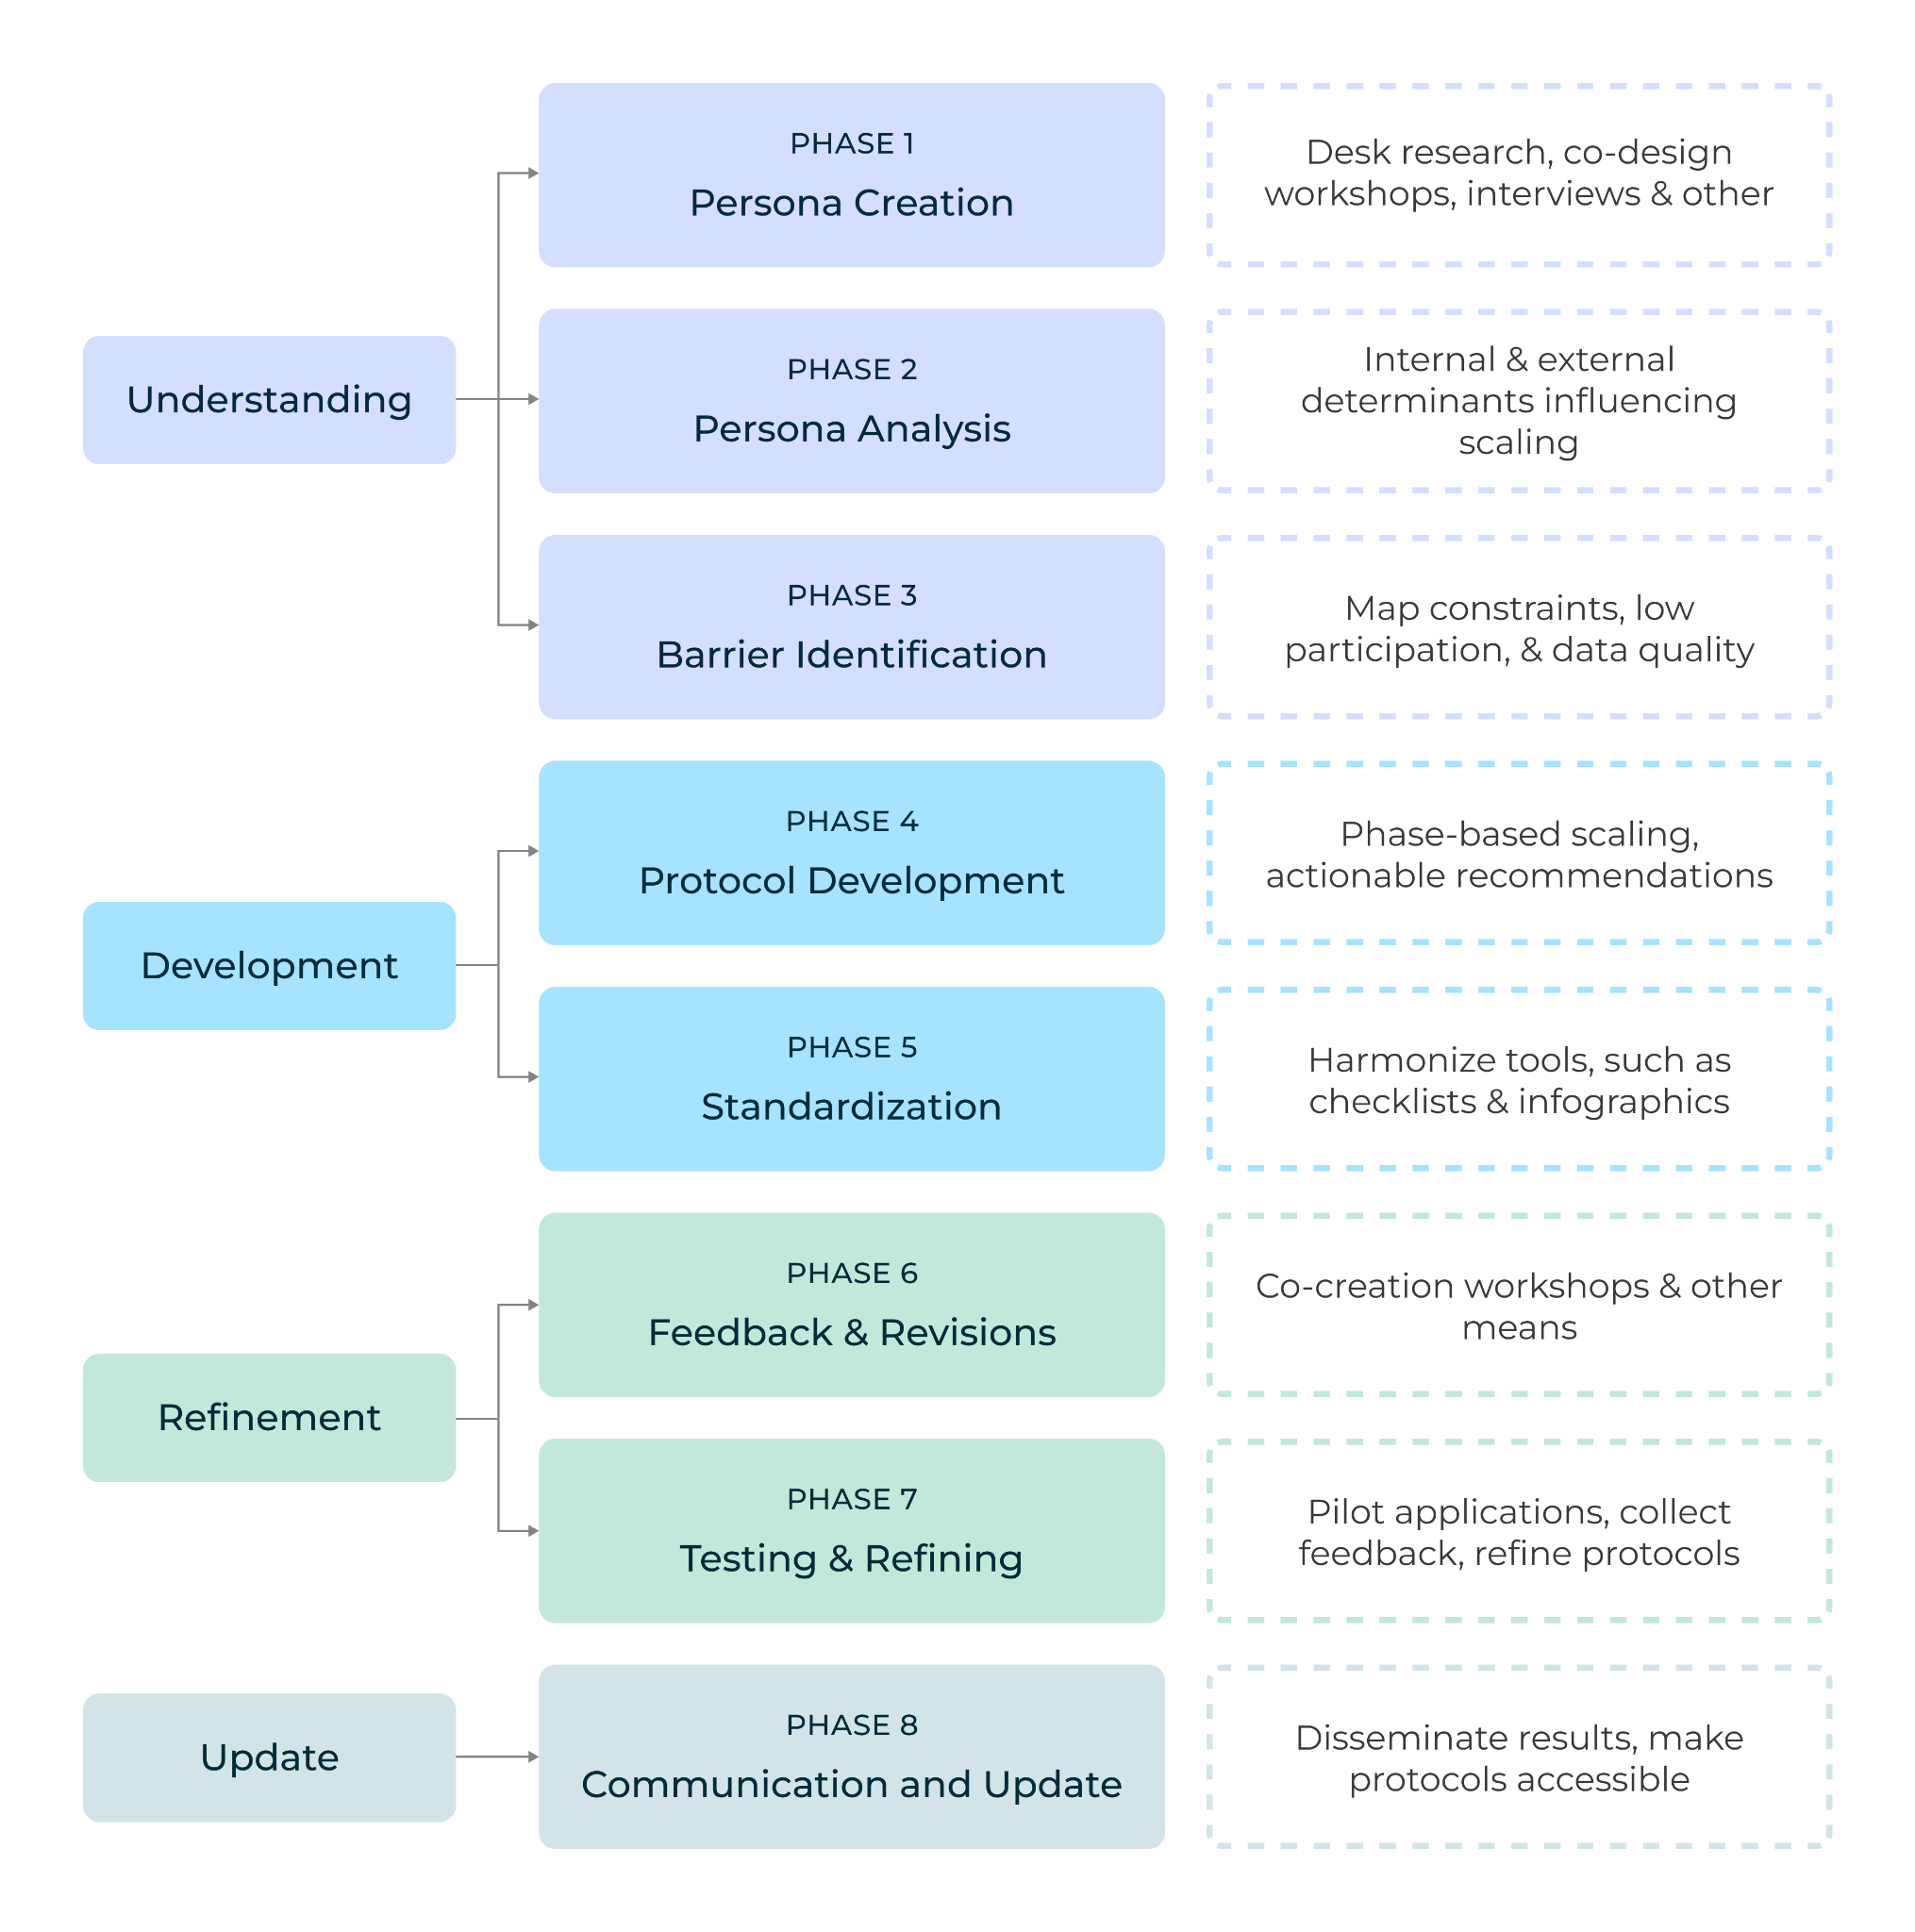 PHASE 1
Persona Creation
Desk research, co-design
workshops, interviews & other
Understanding
PHASE 2
Persona Analysis
Internal & external
determinants influencing
scaling
PHASE 3
Barrier Identification
Map constraints, low
participation, & data quality
Development
PHASE 4
Protocol Development
Phase-based scaling,
actionable recommendations
PHASE 5
Standardization
Harmonize tools, such as
checklists & infographics
Refinement
PHASE 6
Feedback & Revisions
Co-creation workshops & other
means
PHASE 7
Testing & Refining
Pilot applications, collect
feedback, refine protocols
Update
PHASE 8
Communication and Update
Disseminate results, make
protocols accessible